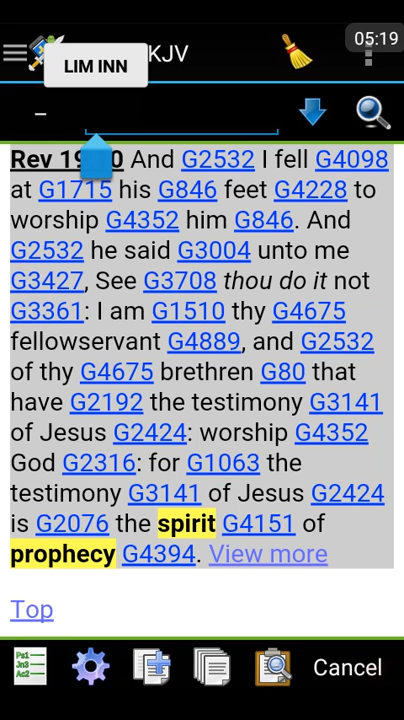 05:19
LIM INN
KJV
–
Rev 19 0 And G2532 I fell G4098
at G1715 his G846 feet G4228 to
worship G4352 him G846. And
G2532 he said G3004 unto me
G3427, See G3708 thou do it not
G3361: I am G1510 thy G4675
fellowservant G4889, and G2532
of thy G4675 brethren G80 that
have G2192 the testimony G3141
of Jesus G2424: worship G4352
God G2316: for G1063 the
testimony G3141 of Jesus G2424
is G2076 the spirit G4151 of
prophecy G4394. View more
Top
Ps1
Jn3
Ac2
Cancel